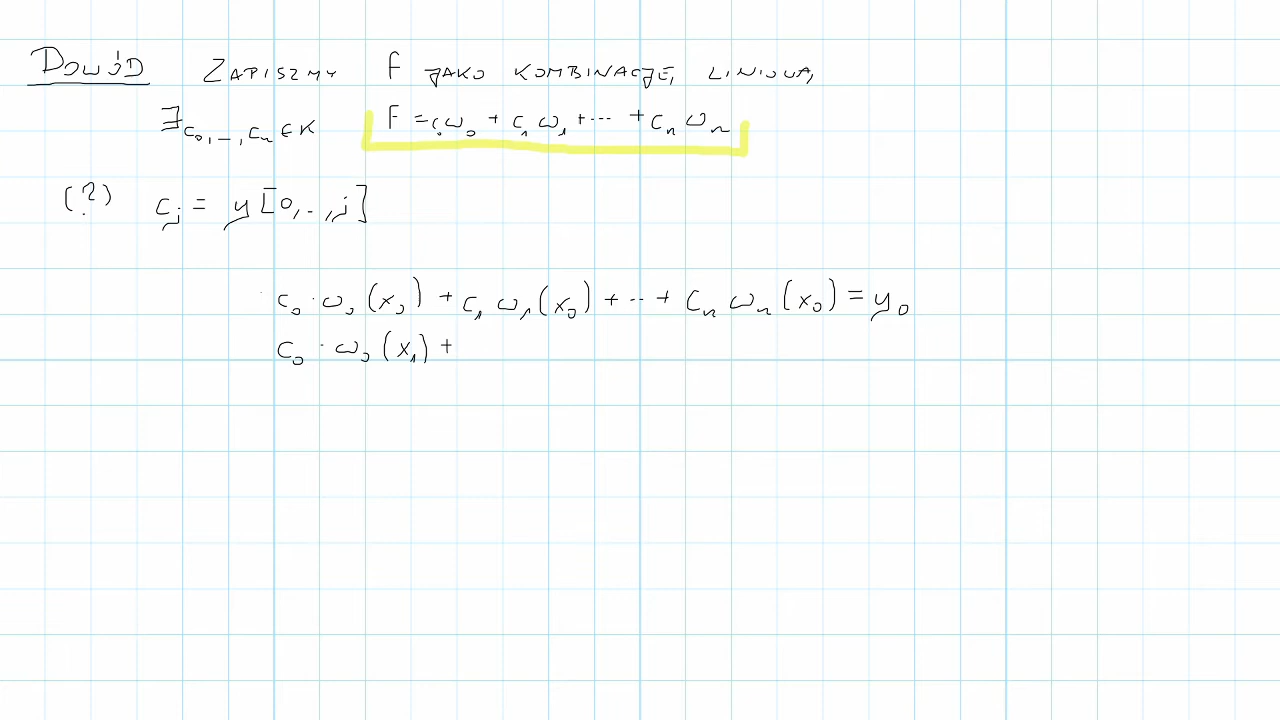 DOWÓD ZAPISZMY F JAKO KOMBINACJĘ LINIOWĄ
∃ c₀,...,cₙ ∈ K F = c₀ω₀ + c₁ω₁ + ... + cₙωₙ
(?) cⱼ = y[0,..,j]
c₀·ω₀(x₀) + c₁ω₁(x₀) + ... + cₙωₙ(x₀) = y₀
c₀·ω₀(x₁) +